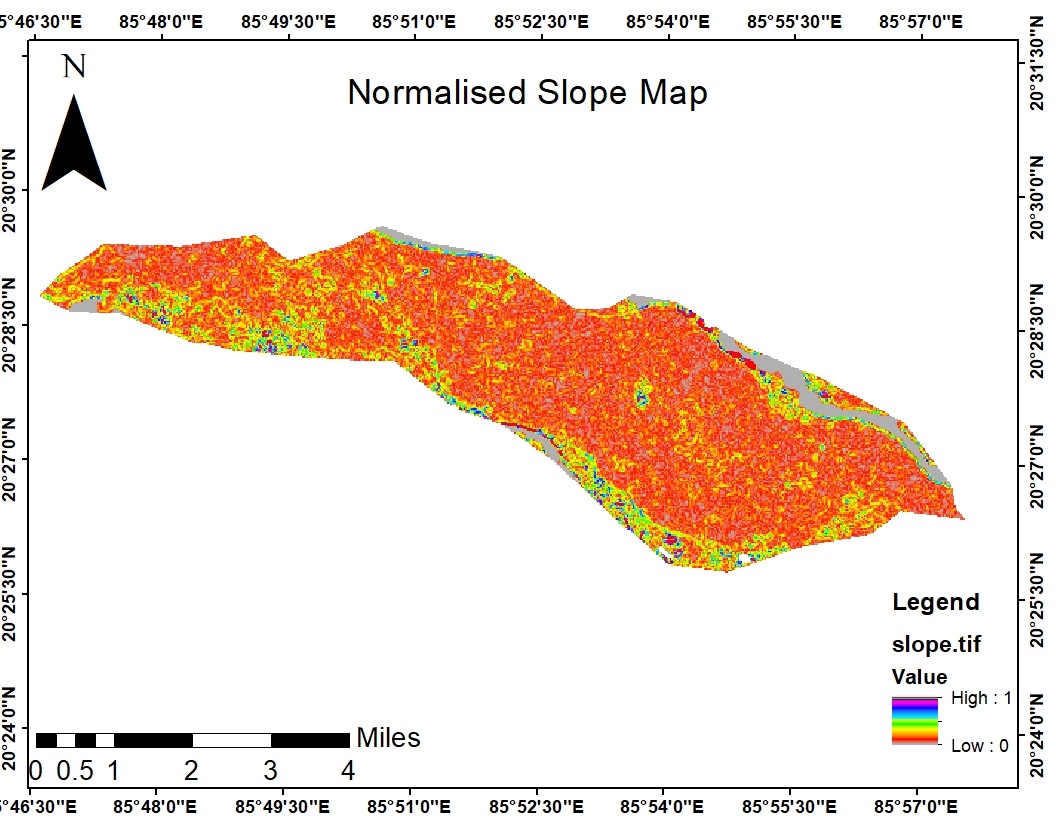 5°46'30"E 85°48'0"E 85°49'30"E 85°51'0"E 85°52'30"E 85°54'0"E 85°55'30"E 85°57'0"E
N
Normalised Slope Map
20°31'30"N
20°30'0"N 20°30'0"N
20°28'30"N 20°28'30"N
20°27'0"N 20°27'0"N
20°25'30"N 20°25'30"N
Legend
slope.tif
Value
High : 1
Low : 0
20°24'0"N 20°24'0"N
Miles
0 0.5 1 2 3 4
5°46'30"E 85°48'0"E 85°49'30"E 85°51'0"E 85°52'30"E 85°54'0"E 85°55'30"E 85°57'0"E